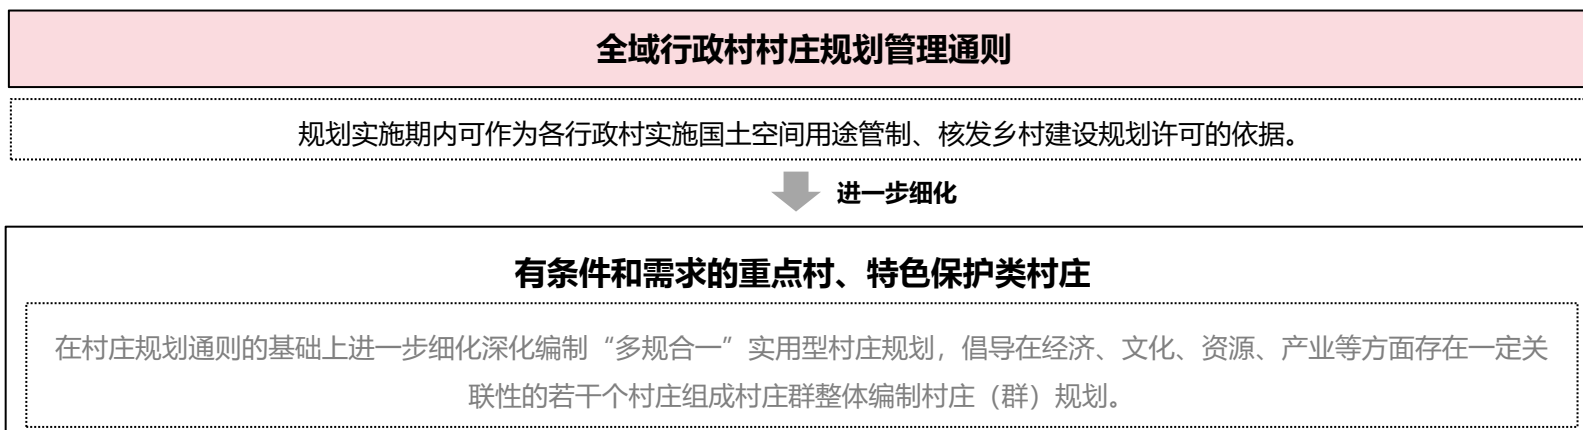 全域行政村村庄规划管理通则
规划实施期内可作为各行政村实施国土空间用途管制、核发乡村建设规划许可的依据。
进一步细化
有条件和需求的重点村、特色保护类村庄
在村庄规划通则的基础上进一步细化深化编制“多规合一”实用型村庄规划，倡导在经济、文化、资源、产业等方面存在一定关
联性的若干个村庄组成村庄群整体编制村庄（群）规划。